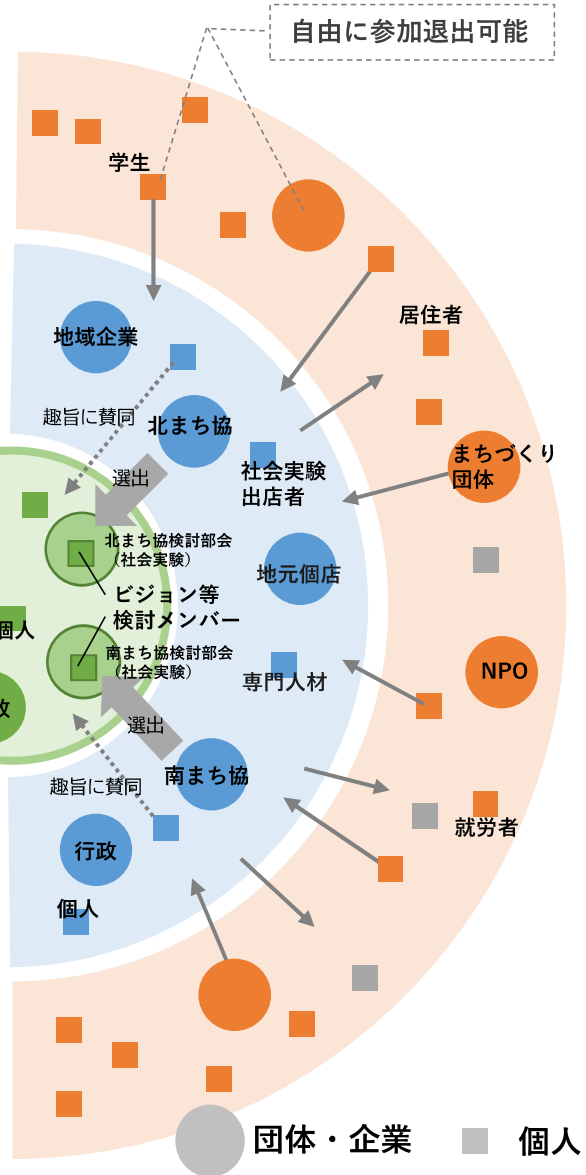 自由に参加退出可能
学生
居住者
地域企業
趣旨に賛同
北まち協
まちづくり
団体
選出
社会実験
出店者
北まち協検討部会
（社会実験）
地元個店
ビジョン等
検討メンバー
個人
南まち協検討部会
（社会実験）
専門人材
NPO
政
選出
南まち協
趣旨に賛同
就労者
行政
個人
団体・企業
個人